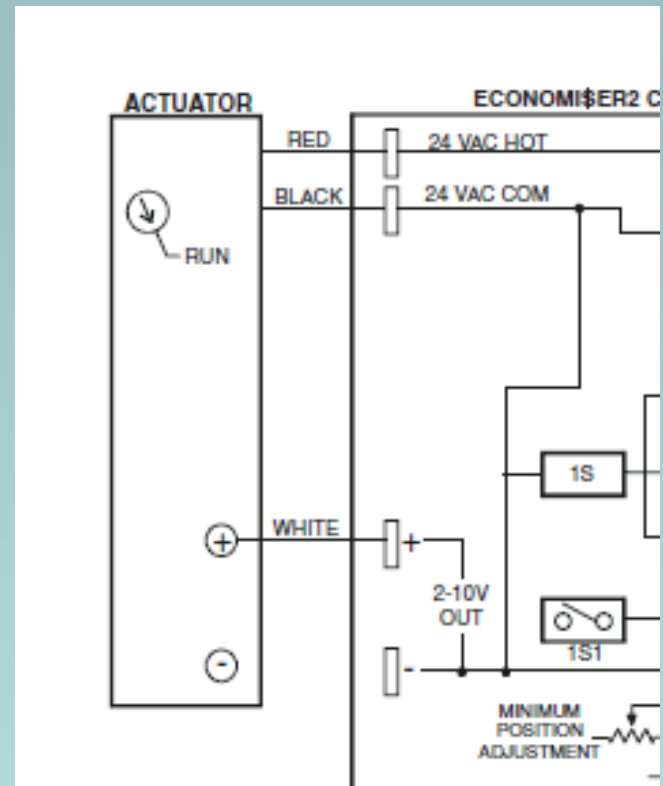 ACTUATOR
ECONOMI$ER2 C
RED
24 VAC HOT
BLACK
24 VAC COM
RUN
1S
WHITE
+
+
2-10V
OUT
1S1
-
-
MINIMUM
POSITION
ADJUSTMENT